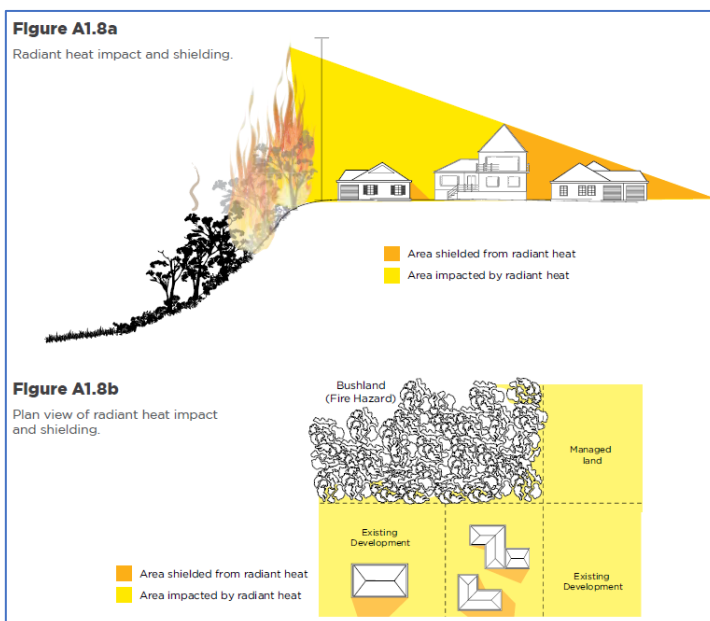 Figure A1.8a
Radiant heat impact and shielding.
Area shielded from radiant heat
Area impacted by radiant heat
Figure A1.8b
Plan view of radiant heat impact
and shielding.
Bushland
(Fire Hazard)
Managed
land
Existing
Development
Existing
Development
Area shielded from radiant heat
Area impacted by radiant heat